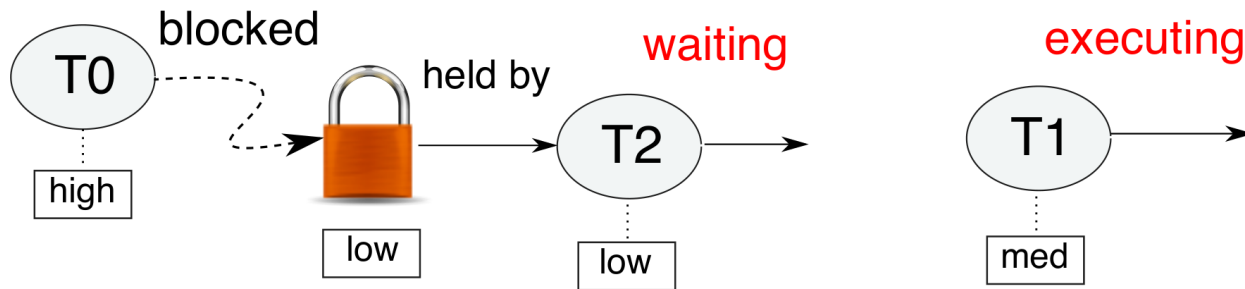 blocked
T0
high
held by
low
waiting
T2
low
executing
T1
med